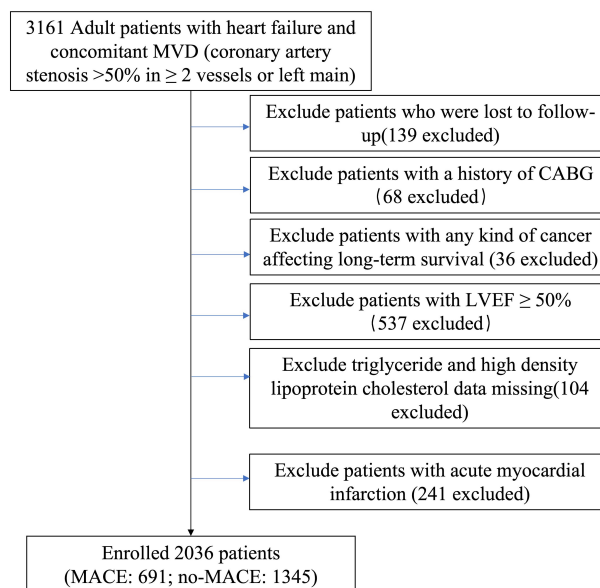 3161 Adult patients with heart failure and
concomitant MVD (coronary artery
stenosis >50% in ≥ 2 vessels or left main)
Exclude patients who were lost to follow-
up(139 excluded)
Exclude patients with a history of CABG
(68 excluded)
Exclude patients with any kind of cancer
affecting long-term survival (36 excluded)
Exclude patients with LVEF ≥ 50%
(537 excluded)
Exclude triglyceride and high density
lipoprotein cholesterol data missing(104
excluded)
Exclude patients with acute myocardial
infarction (241 excluded)
Enrolled 2036 patients
(MACE: 691; no-MACE: 1345)